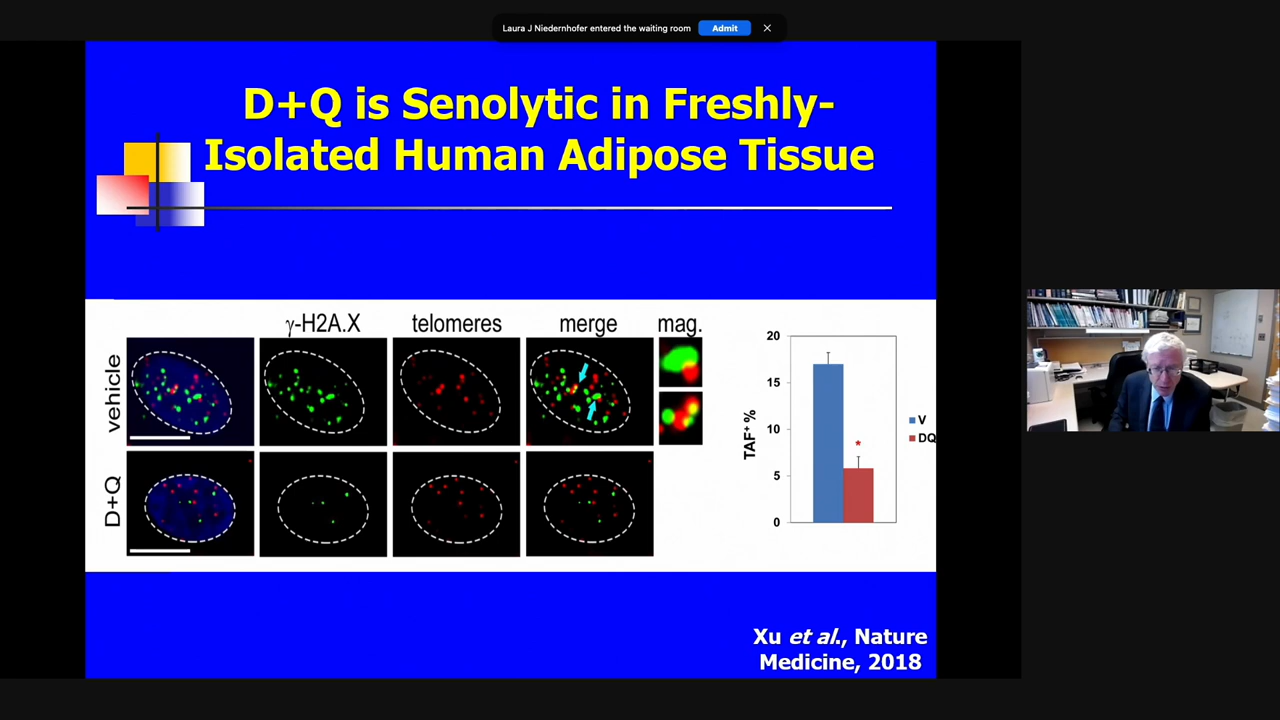 Laura J Niedernhofer entered the waiting room
Admit
D+Q is Senolytic in Freshly-
Isolated Human Adipose Tissue
γ-H2A.X
telomeres
merge
mag.
vehicle
D+Q
20
15
10
5
0
TAF+ %
*
V
DQ
Xu et al., Nature
Medicine, 2018